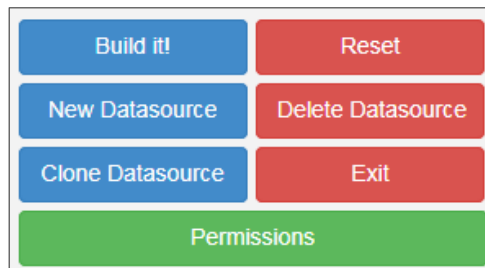 Build it!
Reset
New Datasource
Delete Datasource
Clone Datasource
Exit
Permissions